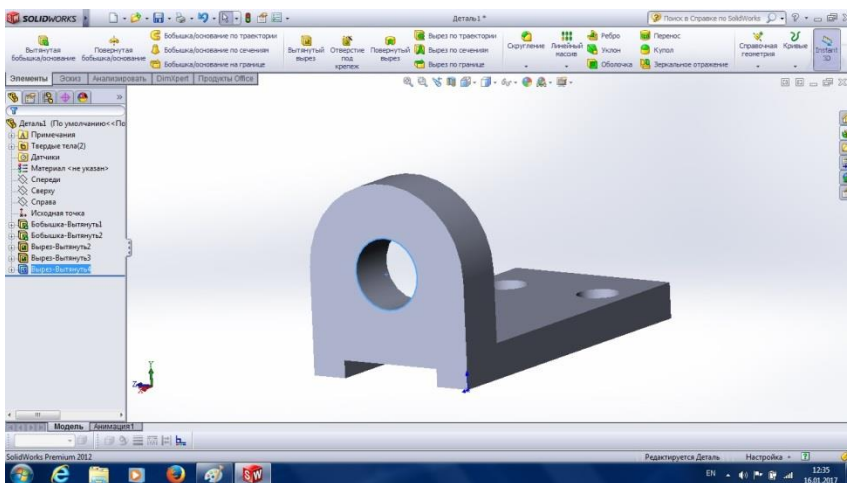 SOLIDWORKS
Деталь1 *
Поиск в Справке по SolidWorks
Вытянутая бобышка/основание
Повернутая бобышка/основание
Бобышка/основание по траектории
Бобышка/основание по сечениям
Бобышка/основание на границе
Вытянутый вырез
Отверстие под крепеж
Повернутый вырез
Вырез по траектории
Вырез по сечениям
Вырез по границе
Скругление
Линейный массив
Ребро
Уклон
Оболочка
Перенос
Купол
Зеркальное отражение
Справочная геометрия
Кривые
Instant 3D
Элементы Эскиз Анализировать DimXpert Продукты Office
Деталь1 (По умолчанию<<По
Примечания
Твердые тела(2)
Датчики
Материал <не указан>
Спереди
Сверху
Справа
Исходная точка
Бобышка-Вытянуть1
Бобышка-Вытянуть2
Вырез-Вытянуть2
Вырез-Вытянуть3
Вырез-Вытянуть4
Y
Z
Модель Анимация1
SolidWorks Premium 2012
Редактируется Деталь
Настройка
EN
12:35
16.01.2017